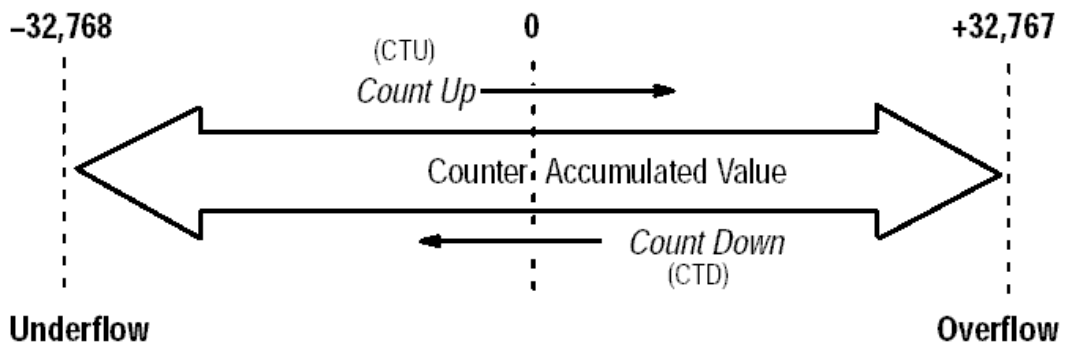 –32,768
0
+32,767
(CTU)
Count Up
Counter Accumulated Value
Count Down
(CTD)
Underflow
Overflow